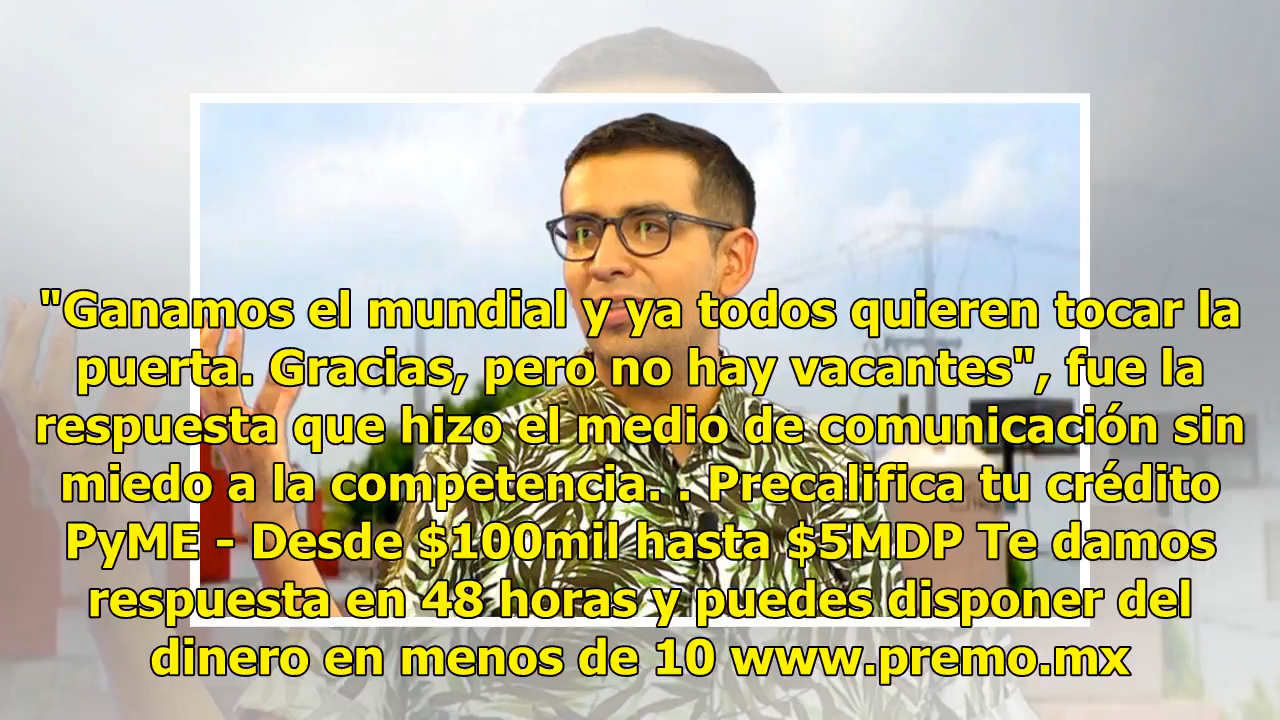 "Ganamos el mundial y ya todos quieren tocar la
puerta. Gracias, pero no hay vacantes", fue la
respuesta que hizo el medio de comunicación sin
miedo a la competencia. . Precalifica tu crédito
PyME - Desde $100mil hasta $5MDP Te damos
respuesta en 48 horas y puedes disponer del
dinero en menos de 10 www.premo.mx